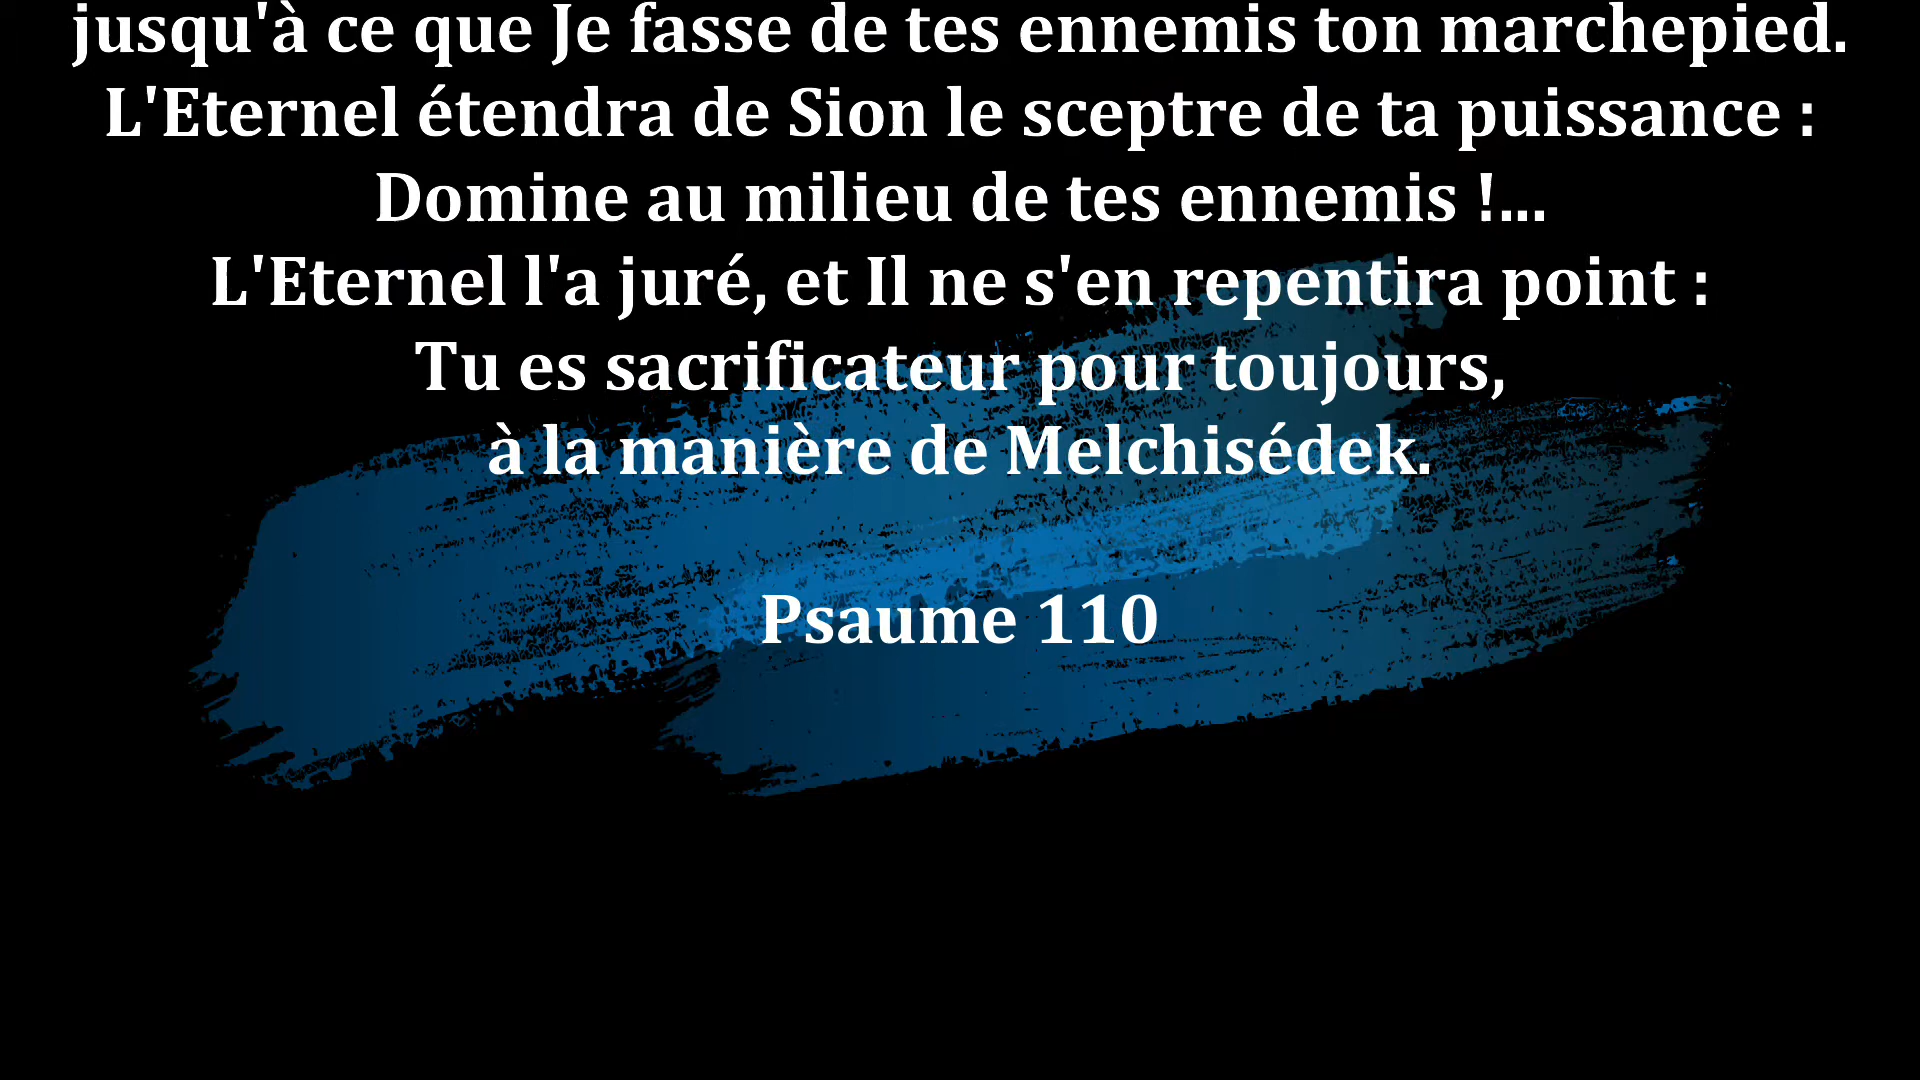 jusqu'à ce que Je fasse de tes ennemis ton marchepied.
L'Eternel étendra de Sion le sceptre de ta puissance :
Domine au milieu de tes ennemis !...
L'Eternel l'a juré, et Il ne s'en repentira point :
Tu es sacrificateur pour toujours,
à la manière de Melchisédek.
Psaume 110